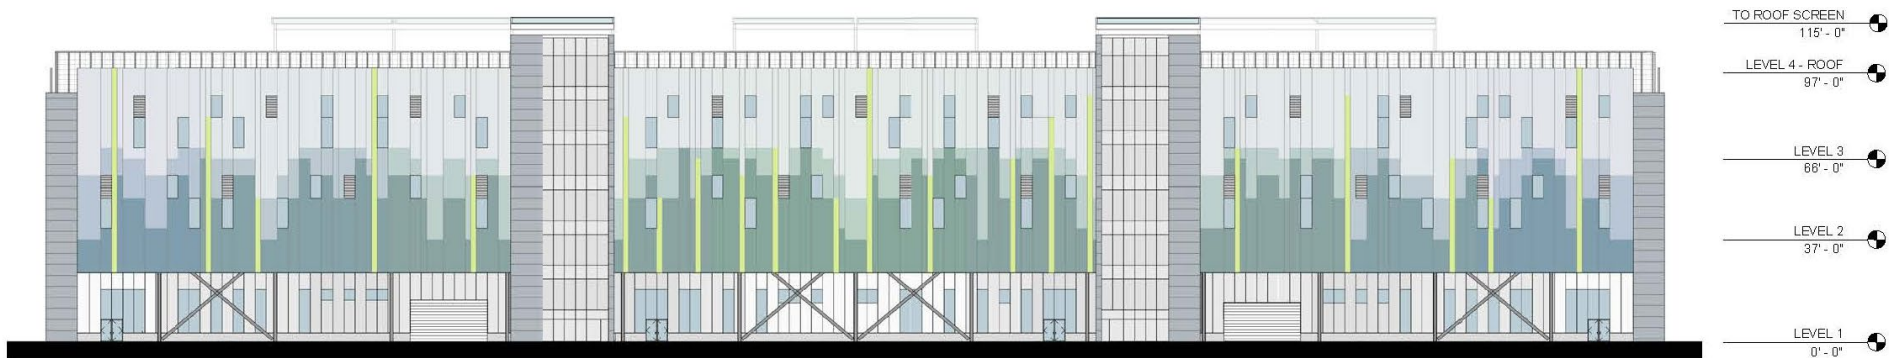 TO ROOF SCREEN
115' - 0"
LEVEL 4 - ROOF
97' - 0"
LEVEL 3
66' - 0"
LEVEL 2
37' - 0"
LEVEL 1
0' - 0"